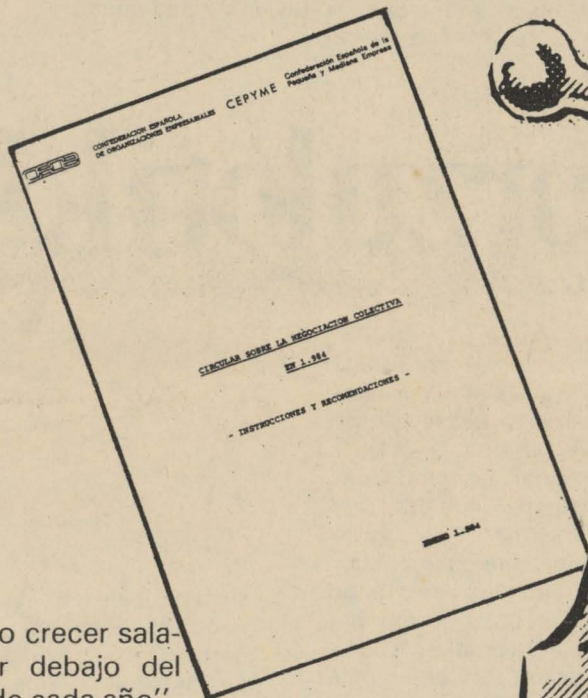 CEOE
CONFEDERACION ESPAÑOLA
DE ORGANIZACIONES EMPRESARIALES
CEPYME
Confederación Española de la
Pequeña y Mediana Empresa
CIRCULAR SOBRE LA NEGOCIACION COLECTIVA
EN 1.984
- INSTRUCCIONES Y RECOMENDACIONES -
ENERO 1.984
o crecer sala-
r debajo del
de cada año"